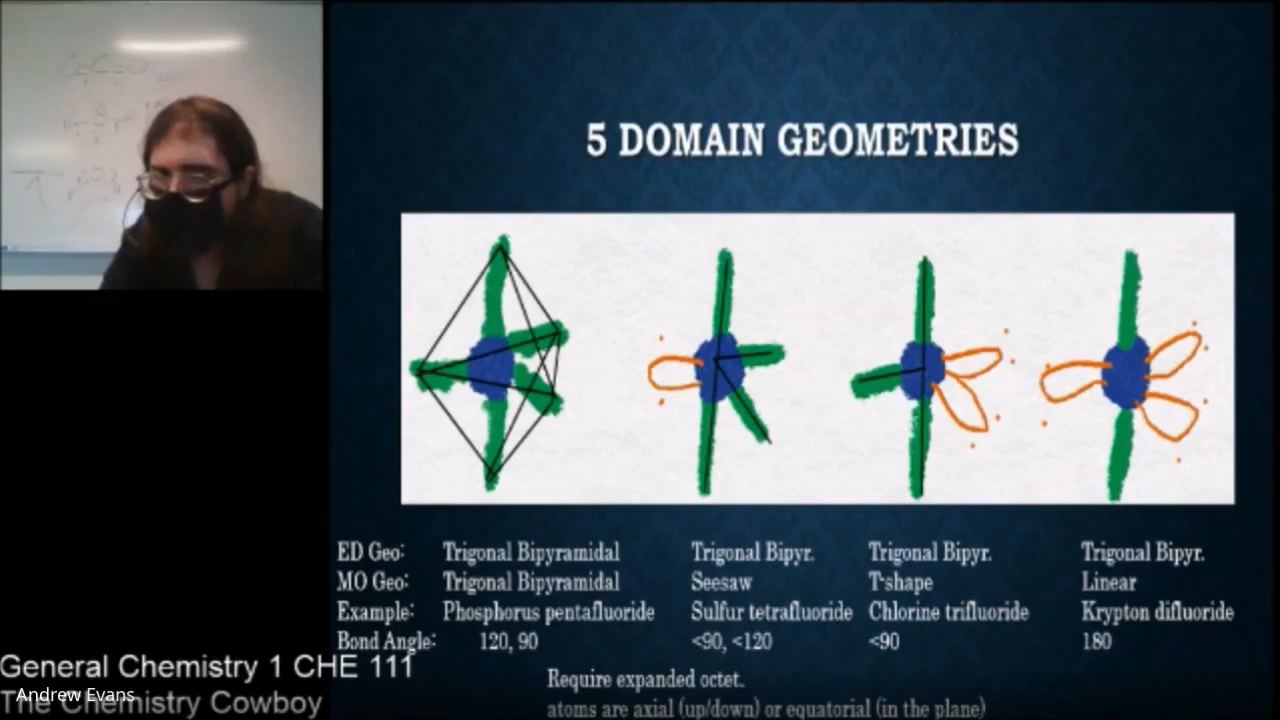 5 DOMAIN GEOMETRIES
ED Geo: Trigonal Bipyramidal Trigonal Bipyr. Trigonal Bipyr. Trigonal Bipyr.
MO Geo: Trigonal Bipyramidal Seesaw T-shape Linear
Example: Phosphorus pentafluoride Sulfur tetrafluoride Chlorine trifluoride Krypton difluoride
Bond Angle: 120, 90 <90, <120 <90 180
Require expanded octet.
atoms are axial (up/down) or equatorial (in the plane)
General Chemistry 1 CHE 111
The Chemistry Cowboy
Andrew Evans